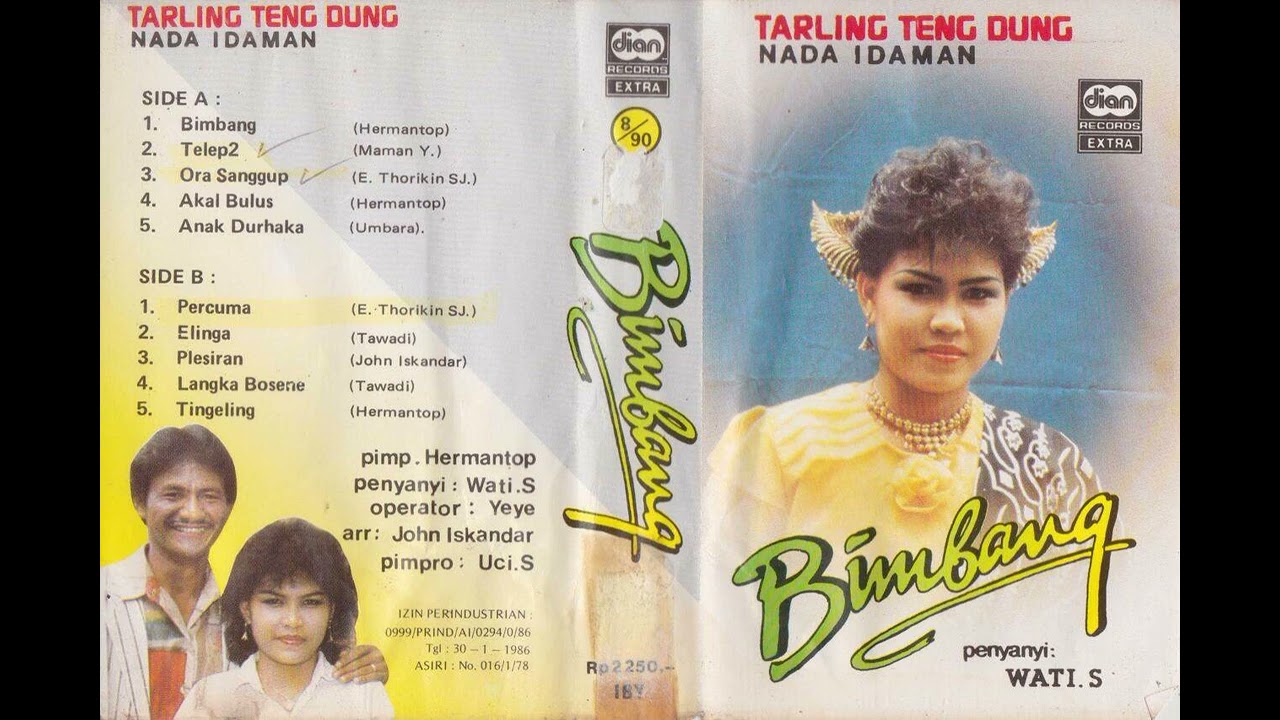 TARLING TENG DUNG
NADA IDAMAN
SIDE A :
1. Bimbang (Hermantop)
2. Telep2 (Maman Y.)
3. Ora Sanggup (E. Thorikin SJ.)
4. Akal Bulus (Hermantop)
5. Anak Durhaka (Umbara).
SIDE B :
1. Percuma (E. Thorikin SJ.)
2. Elinga (Tawadi)
3. Plesiran (John Iskandar)
4. Langka Bosene (Tawadi)
5. Tingeling (Hermantop)
pimp. Hermantop
penyanyi : Wati.S
operator : Yeye
arr: John Iskandar
pimpro : Uci.S
IZIN PERINDUSTRIAN :
0999/PRIND/AI/0294/0/86
Tgl : 30 - 1 - 1986
ASIRI : No. 016/1/78
dian
RECORDS
EXTRA
8/90
Bimbang
Rp2250.-
IBY
TARLING TENG DUNG
NADA IDAMAN
dian
RECORDS
EXTRA
Bimbang
penyanyi:
WATI.S